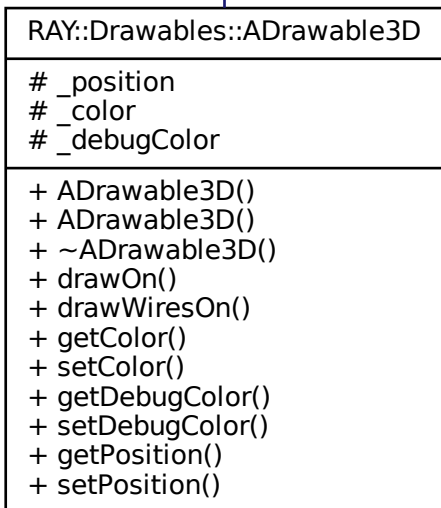 RAY::Drawables::ADrawable3D
# _position
# _color
# _debugColor
+ ADrawable3D()
+ ADrawable3D()
+ ~ADrawable3D()
+ drawOn()
+ drawWiresOn()
+ getColor()
+ setColor()
+ getDebugColor()
+ setDebugColor()
+ getPosition()
+ setPosition()